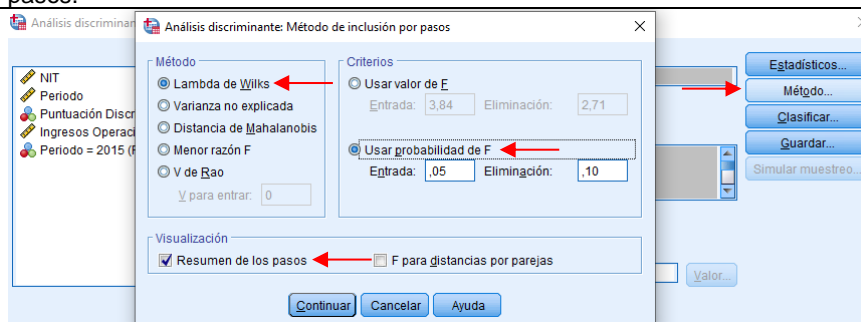 pasos.
Análisis discriminan
Análisis discriminante: Método de inclusión por pasos
NIT
Periodo
Puntuación Discr
Ingresos Operaci
Periodo = 2015 (F
Método
Lambda de Wilks
Varianza no explicada
Distancia de Mahalanobis
Menor razón F
V de Rao
V para entrar: 0
Criterios
Usar valor de F
Entrada: 3,84 Eliminación: 2,71
Usar probabilidad de F
Entrada: ,05 Eliminación: ,10
Visualización
Resumen de los pasos
F para distancias por parejas
Continuar Cancelar Ayuda
Estadísticos...
Método...
Clasificar...
Guardar...
Simular muestreo...
Valor...